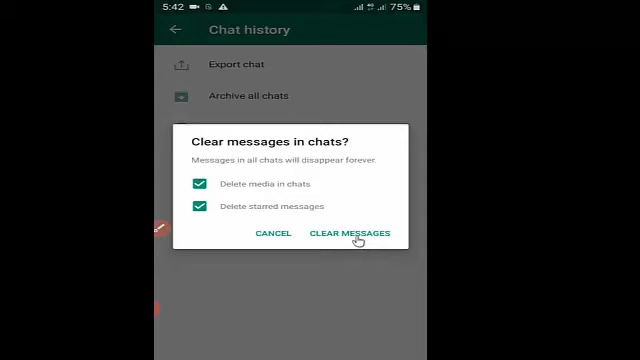 5:42 75%
Chat history
Export chat
Archive all chats
Clear messages in chats?
Messages in all chats will disappear forever.
Delete media in chats
Delete starred messages
CANCEL CLEAR MESSAGES